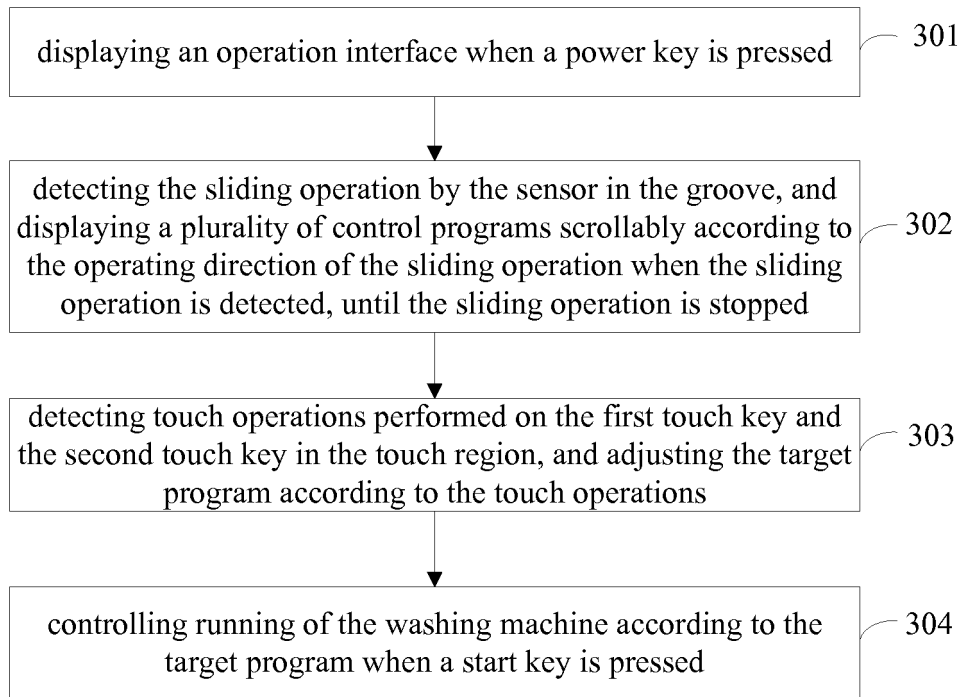 displaying an operation interface when a power key is pressed
301
detecting the sliding operation by the sensor in the groove, and
displaying a plurality of control programs scrollably according to
the operating direction of the sliding operation when the sliding
operation is detected, until the sliding operation is stopped
302
detecting touch operations performed on the first touch key and
the second touch key in the touch region, and adjusting the target
program according to the touch operations
303
controlling running of the washing machine according to the
target program when a start key is pressed
304